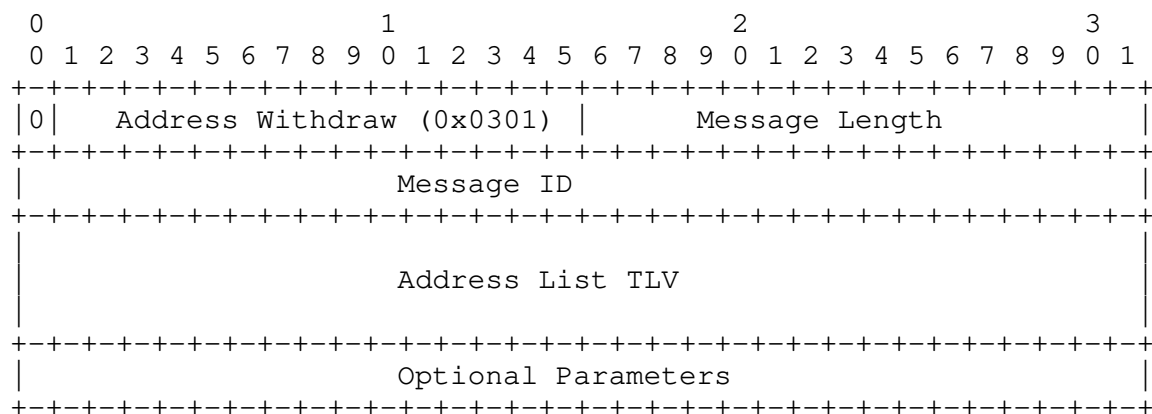 0                   1                   2                   3
 0 1 2 3 4 5 6 7 8 9 0 1 2 3 4 5 6 7 8 9 0 1 2 3 4 5 6 7 8 9 0 1
+-+-+-+-+-+-+-+-+-+-+-+-+-+-+-+-+-+-+-+-+-+-+-+-+-+-+-+-+-+-+-+-+
|0|   Address Withdraw (0x0301) |      Message Length           |
+-+-+-+-+-+-+-+-+-+-+-+-+-+-+-+-+-+-+-+-+-+-+-+-+-+-+-+-+-+-+-+-+
|                     Message ID                                |
+-+-+-+-+-+-+-+-+-+-+-+-+-+-+-+-+-+-+-+-+-+-+-+-+-+-+-+-+-+-+-+-+
|                                                               |
|                     Address List TLV                          |
|                                                               |
+-+-+-+-+-+-+-+-+-+-+-+-+-+-+-+-+-+-+-+-+-+-+-+-+-+-+-+-+-+-+-+-+
|                     Optional Parameters                       |
+-+-+-+-+-+-+-+-+-+-+-+-+-+-+-+-+-+-+-+-+-+-+-+-+-+-+-+-+-+-+-+-+